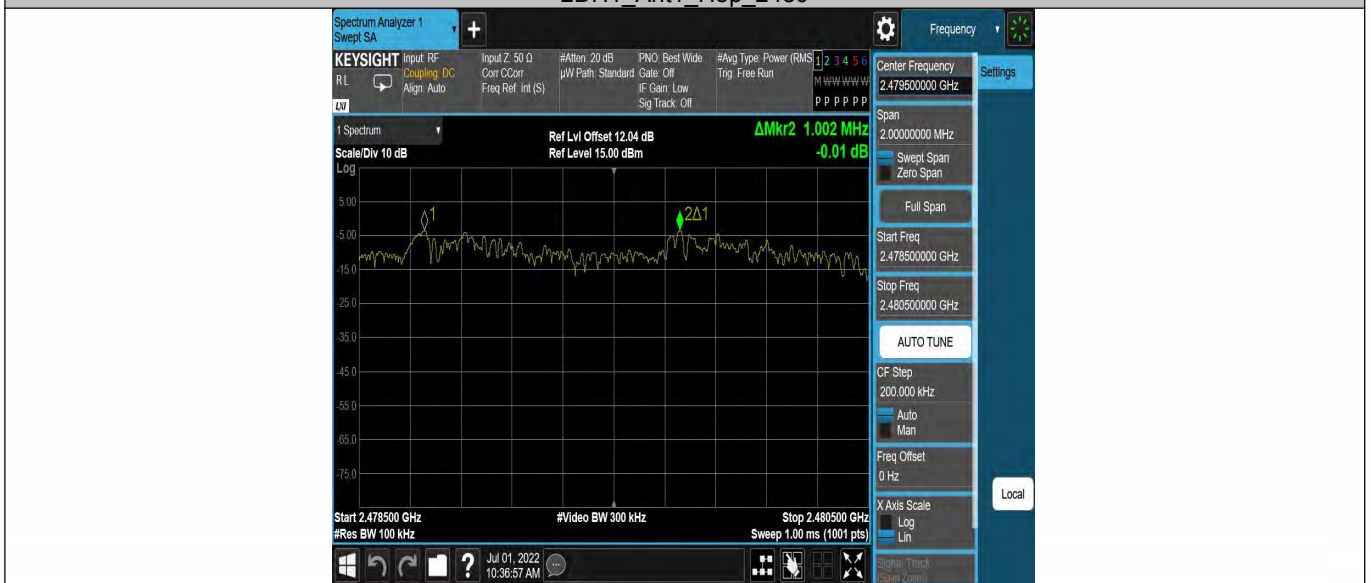 Spectrum Analyzer 1
Swept SA
+
Frequency
KEYSIGHT
RL
LXI
Input: RF
Coupling: DC
Align: Auto
Input Z: 50 Ω
Corr CCorr
Freq Ref: Int (S)
#Atten: 20 dB
µW Path: Standard
PNO: Best Wide
Gate: Off
IF Gain: Low
Sig Track: Off
#Avg Type: Power (RMS
Trig: Free Run
1 2 3 4 5 6
M W W W W W
P P P P P P
Center Frequency
2.479500000 GHz
Settings
1 Spectrum
Scale/Div 10 dB
Log
Ref Lvl Offset 12.04 dB
Ref Level 15.00 dBm
ΔMkr2 1.002 MHz
-0.01 dB
Span
2.00000000 MHz
Swept Span
Zero Span
Full Span
Start Freq
2.478500000 GHz
Stop Freq
2.480500000 GHz
AUTO TUNE
CF Step
200.000 kHz
Auto
Man
Freq Offset
0 Hz
X Axis Scale
Log
Lin
Signal Track
(Span Zoom)
Local
5.00
-5.00
-15.0
-25.0
-35.0
-45.0
-55.0
-65.0
-75.0
1
2Δ1
Start 2.478500 GHz
#Res BW 100 kHz
#Video BW 300 kHz
Stop 2.480500 GHz
Sweep 1.00 ms (1001 pts)
?
Jul 01, 2022
10:36:57 AM